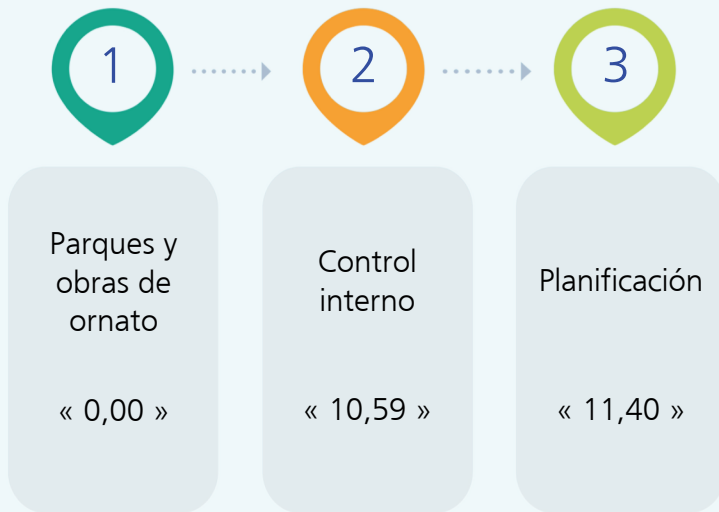 1
2
3
Parques y
obras de
ornato
« 0,00 »
Control
interno
« 10,59 »
Planificación
« 11,40 »